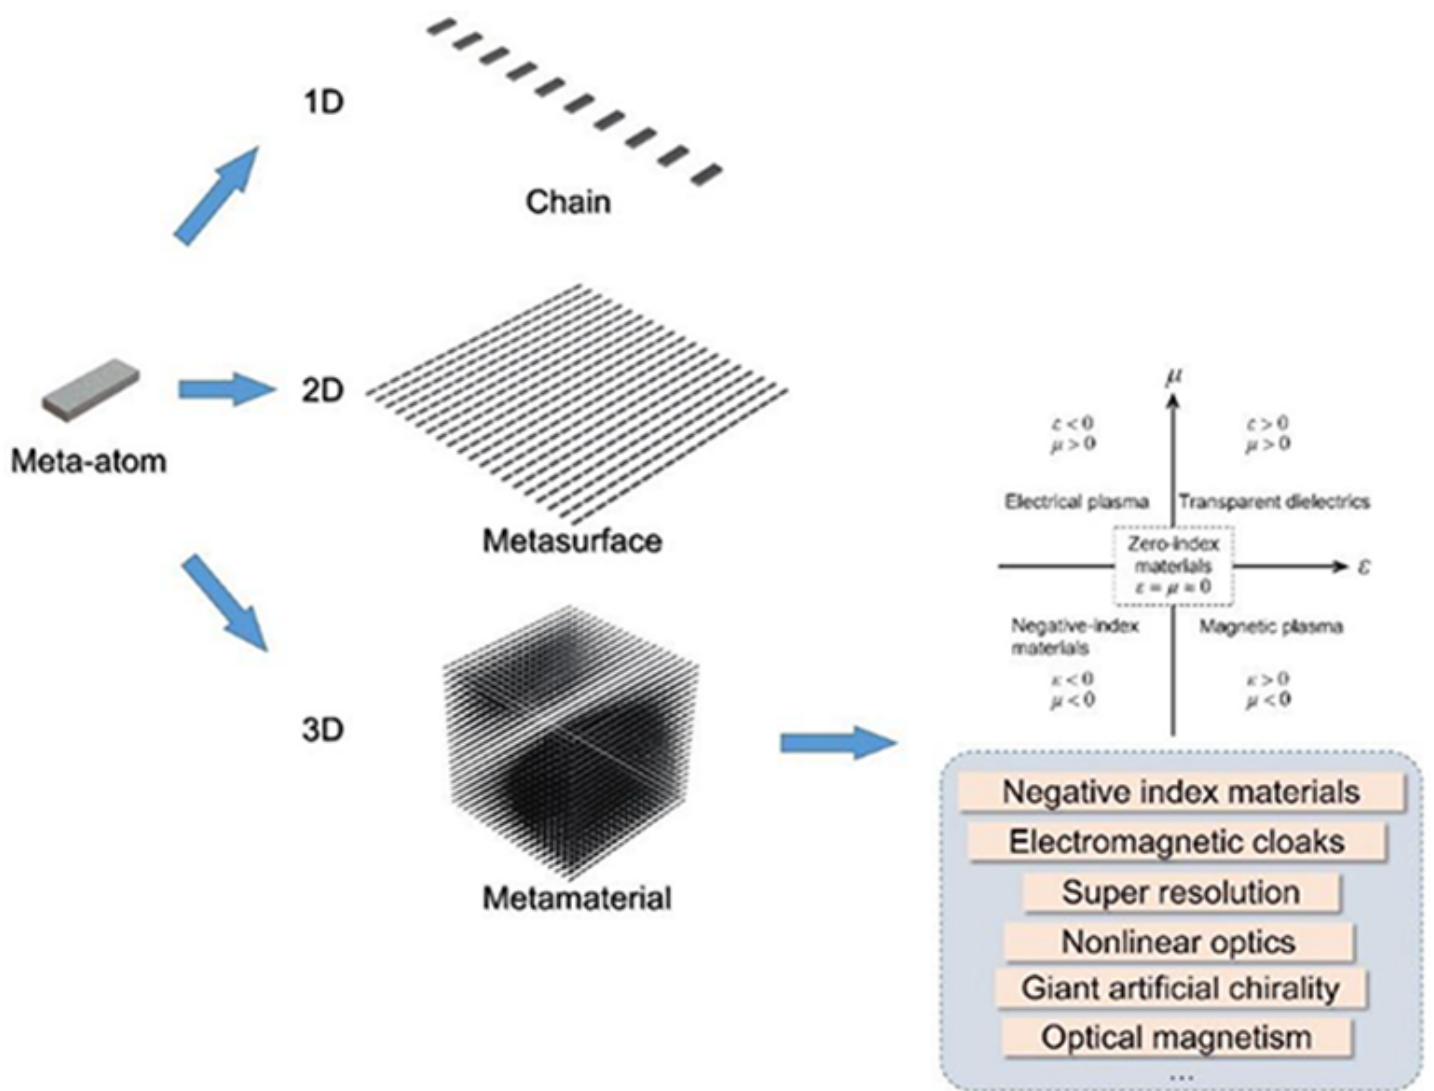 1D
Chain
Meta-atom
2D
Metasurface
3D
Metamaterial
μ
ε < 0
μ > 0
ε > 0
μ > 0
Electrical plasma
Transparent dielectrics
Zero-index
materials
ε = μ = 0
ε
Negative-index
materials
Magnetic plasma
ε < 0
μ < 0
ε > 0
μ < 0
Negative index materials
Electromagnetic cloaks
Super resolution
Nonlinear optics
Giant artificial chirality
Optical magnetism
...